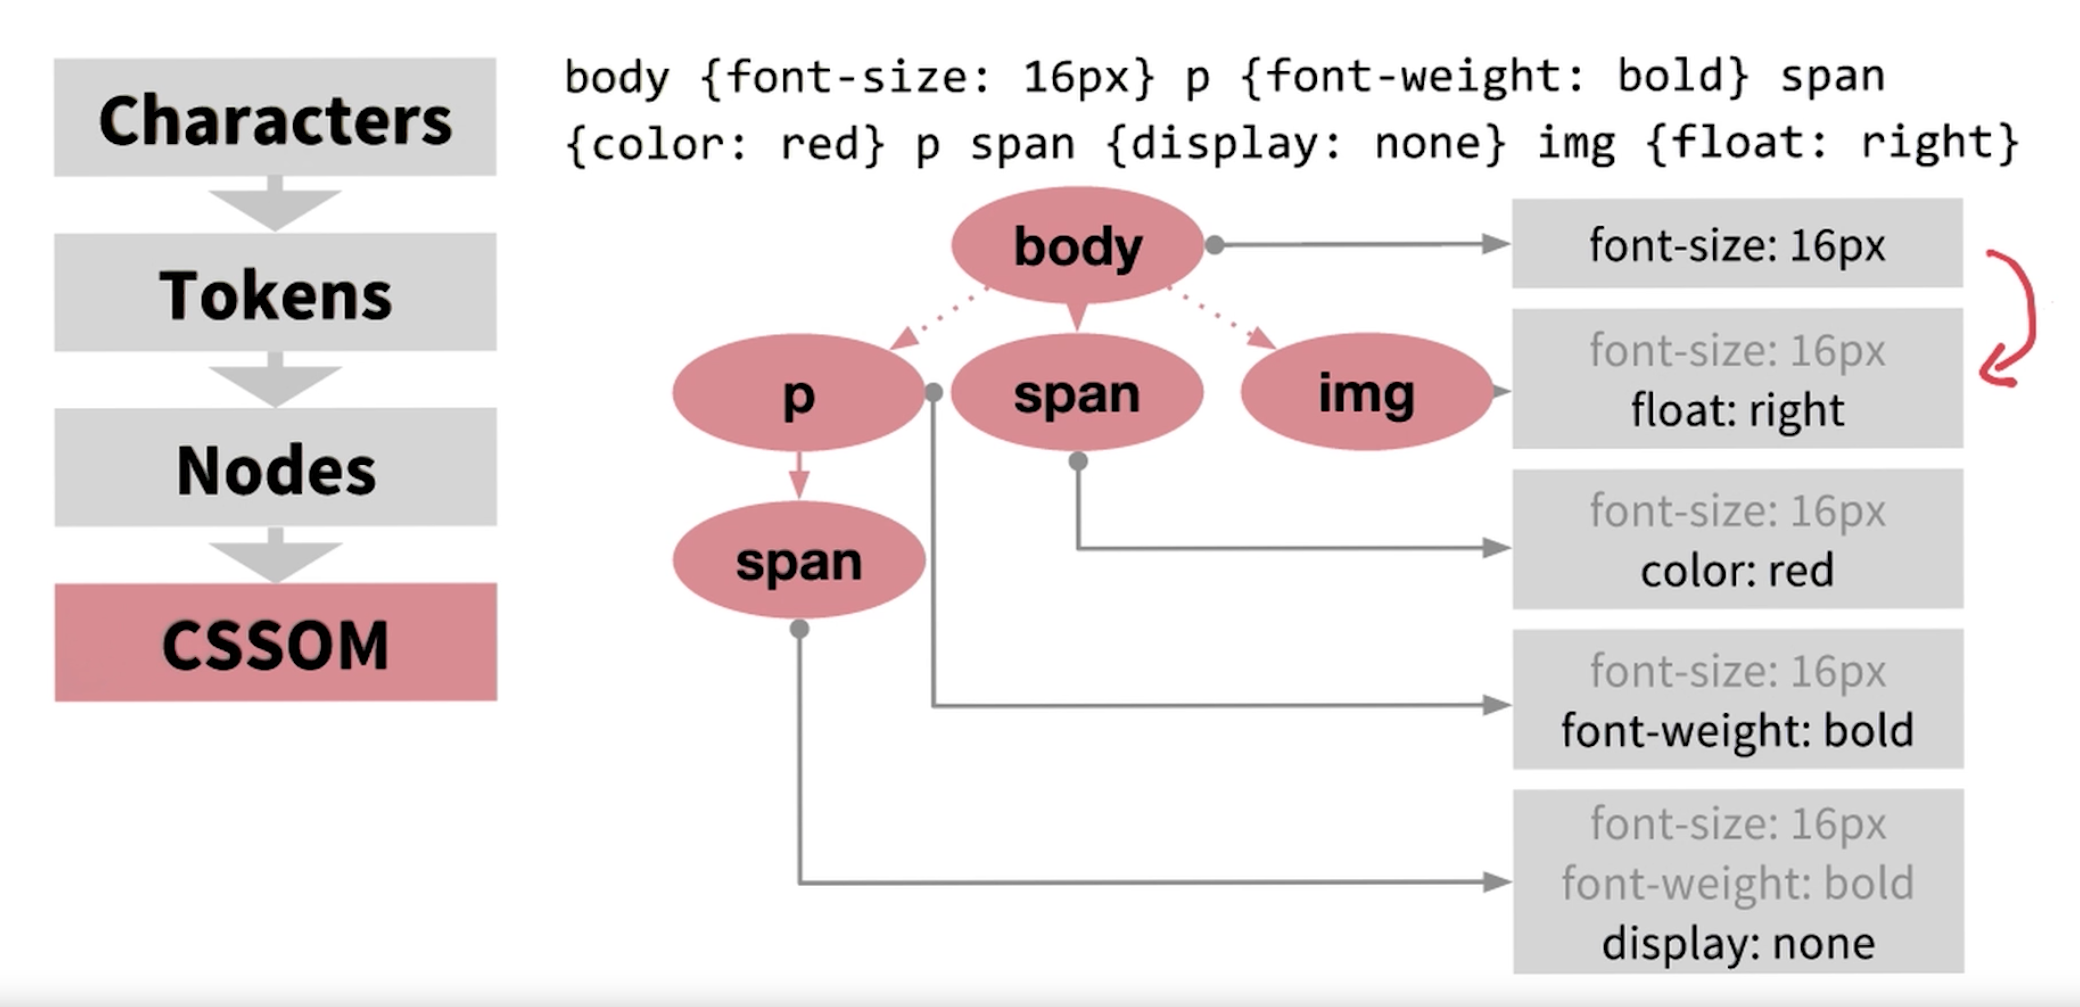 Characters
Tokens
Nodes
CSSOM
body {font-size: 16px} p {font-weight: bold} span
{color: red} p span {display: none} img {float: right}
body
p
span
img
span
font-size: 16px
font-size: 16px
float: right
font-size: 16px
color: red
font-size: 16px
font-weight: bold
font-size: 16px
font-weight: bold
display: none